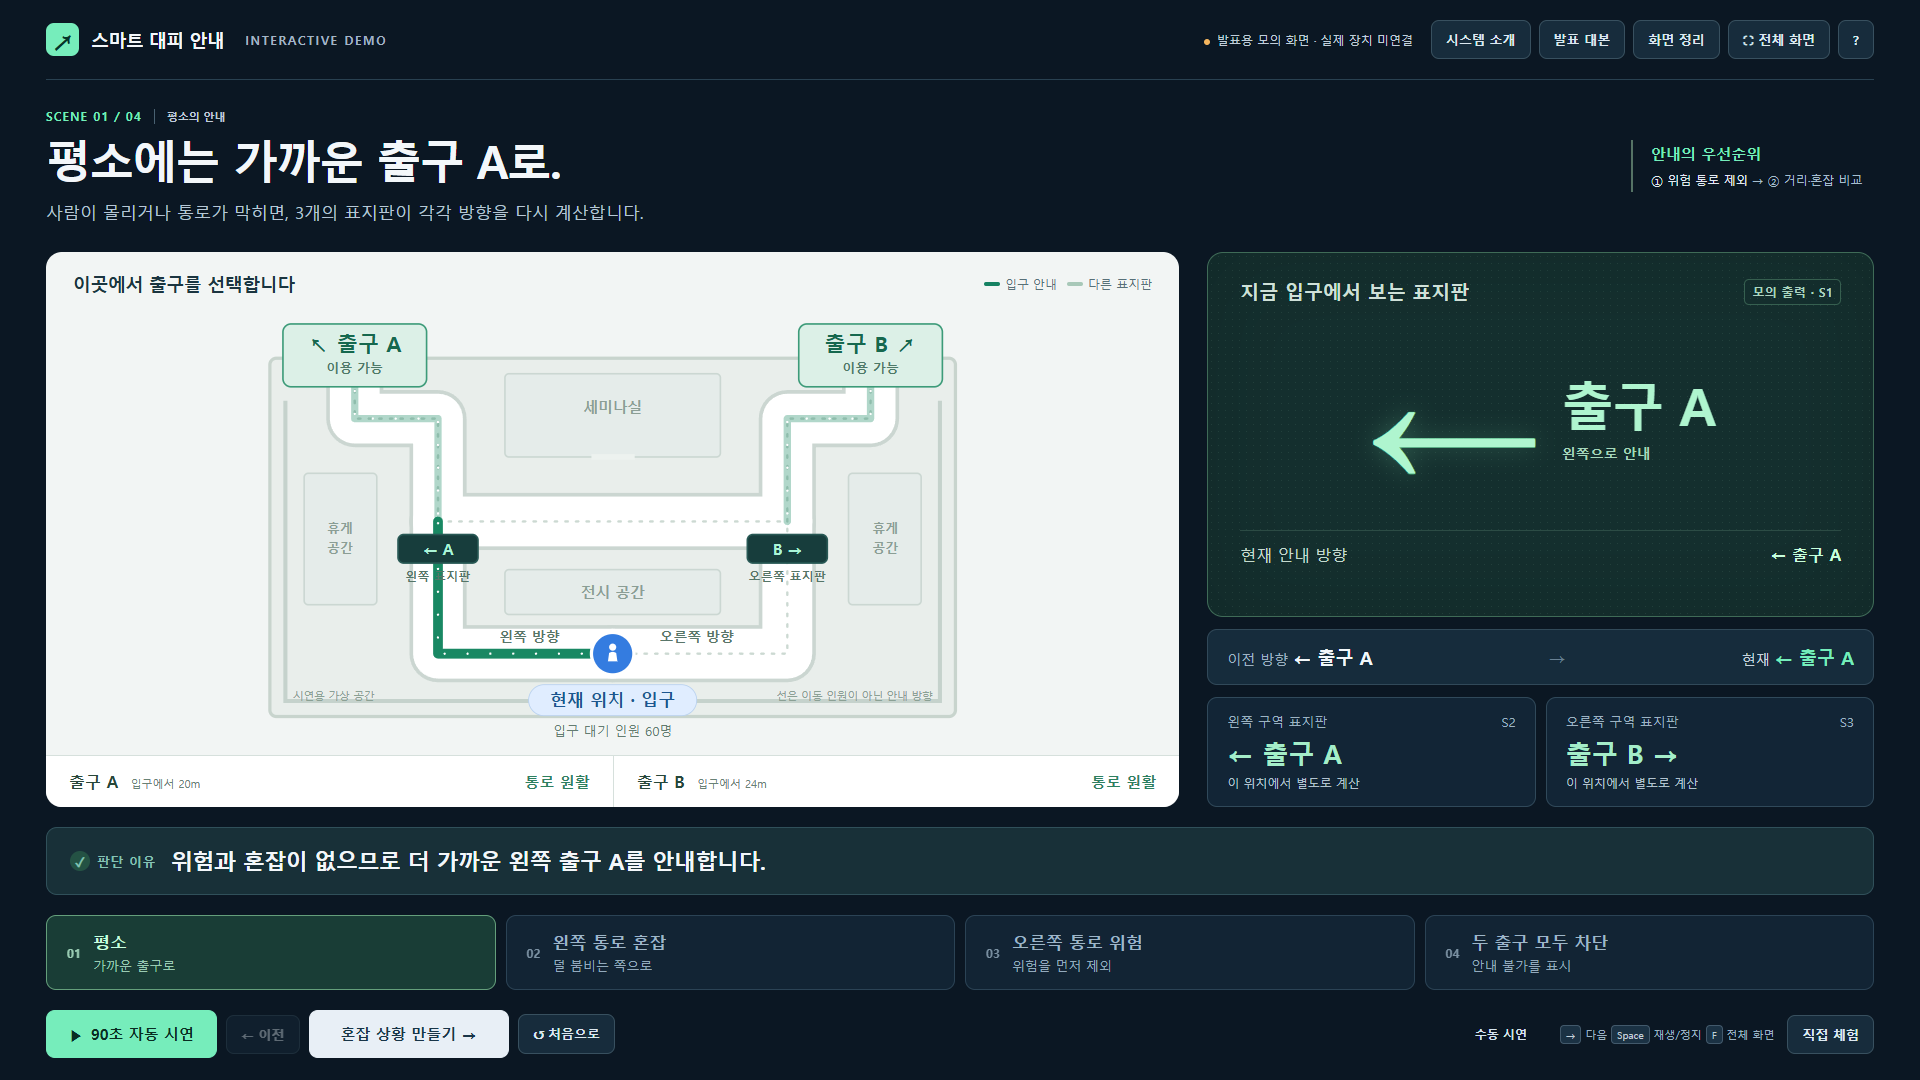 스마트 대피 안내 INTERACTIVE DEMO
발표용 모의 화면 · 실제 장치 미연결
시스템 소개
발표 대본
화면 정리
전체 화면
?
SCENE 01 / 04 평소의 안내
평소에는 가까운 출구 A로.
사람이 몰리거나 통로가 막히면, 3개의 표지판이 각각 방향을 다시 계산합니다.
안내의 우선순위
① 위험 통로 제외 → ② 거리·혼잡 비교
이곳에서 출구를 선택합니다
입구 안내 다른 표지판
↖ 출구 A
이용 가능
출구 B ↗
이용 가능
세미나실
휴게
공간
휴게
공간
← A
왼쪽 표지판
B →
오른쪽 표지판
전시 공간
왼쪽 방향
오른쪽 방향
시연용 가상 공간
현재 위치 · 입구
선은 이동 인원이 아닌 안내 방향
입구 대기 인원 60명
출구 A 입구에서 20m 통로 원활
출구 B 입구에서 24m 통로 원활
지금 입구에서 보는 표지판
모의 출력 · S1
← 출구 A
왼쪽으로 안내
현재 안내 방향 ← 출구 A
이전 방향 ← 출구 A → 현재 ← 출구 A
왼쪽 구역 표지판 S2
← 출구 A
이 위치에서 별도로 계산
오른쪽 구역 표지판 S3
출구 B →
이 위치에서 별도로 계산
✓ 판단 이유 위험과 혼잡이 없으므로 더 가까운 왼쪽 출구 A를 안내합니다.
01 평소
가까운 출구로
02 왼쪽 통로 혼잡
덜 붐비는 쪽으로
03 오른쪽 통로 위험
위험을 먼저 제외
04 두 출구 모두 차단
안내 불가를 표시
▶ 90초 자동 시연
← 이전
혼잡 상황 만들기 →
↺ 처음으로
수동 시연
→ 다음 Space 재생/정지 F 전체 화면
직접 체험